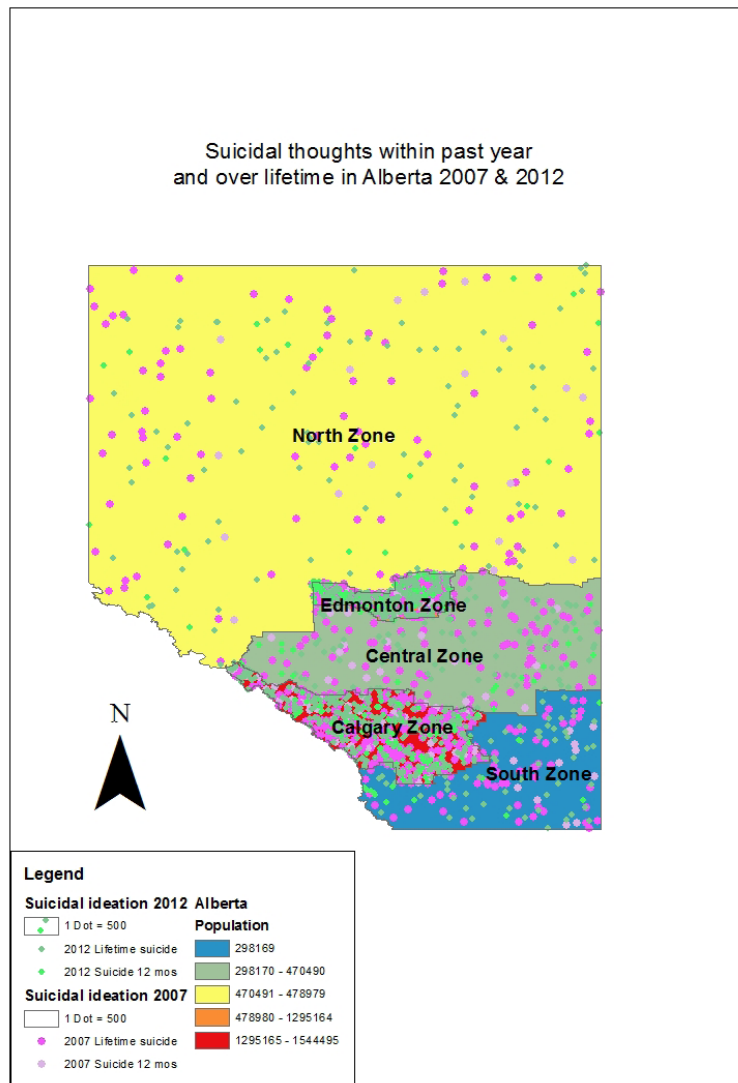 Suicidal thoughts within past year
and over lifetime in Alberta 2007 & 2012
North Zone
Edmonton Zone
Central Zone
Calgary Zone
South Zone
N
Legend
Suicidal ideation 2012
1 Dot = 500
2012 Lifetime suicide
2012 Suicide 12 mos
Suicidal ideation 2007
1 Dot = 500
2007 Lifetime suicide
2007 Suicide 12 mos
Alberta
Population
298169
298170 - 470490
470491 - 478979
478980 - 1295164
1295165 - 1544495